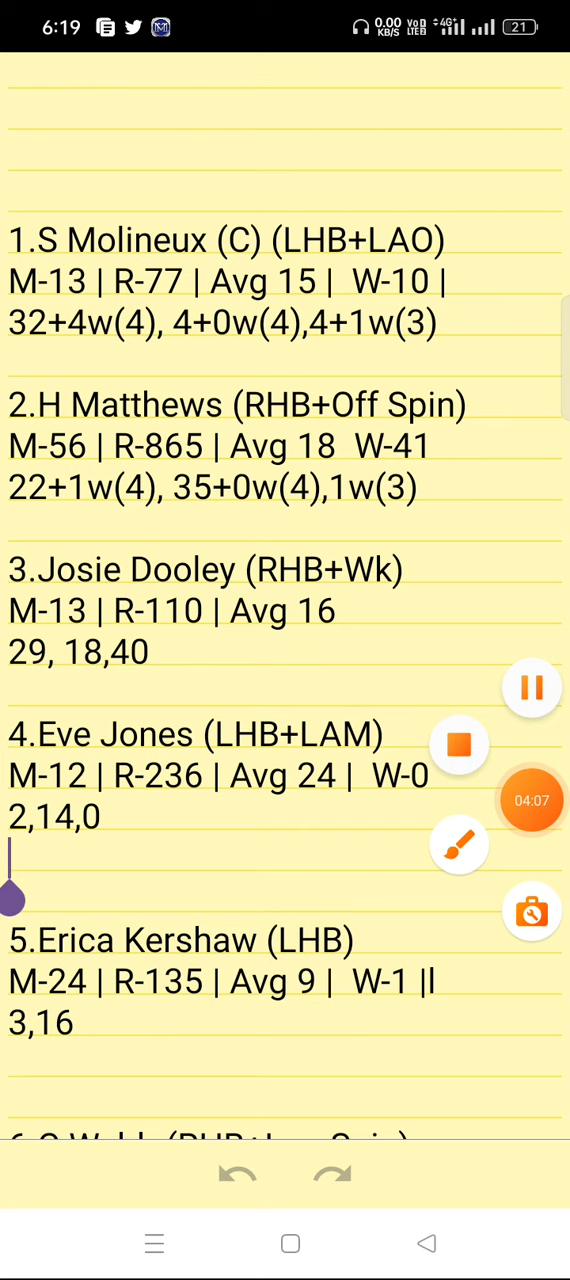 6:19 0.00 KB/S VoD LTE2 4G+ 21
1.S Molineux (C) (LHB+LAO)
M-13 | R-77 | Avg 15 | W-10 |
32+4w(4), 4+0w(4),4+1w(3)
2.H Matthews (RHB+Off Spin)
M-56 | R-865 | Avg 18 W-41
22+1w(4), 35+0w(4),1w(3)
3.Josie Dooley (RHB+Wk)
M-13 | R-110 | Avg 16
29, 18,40
4.Eve Jones (LHB+LAM)
M-12 | R-236 | Avg 24 | W-0
2,14,0
04:07
5.Erica Kershaw (LHB)
M-24 | R-135 | Avg 9 | W-1 |l
3,16